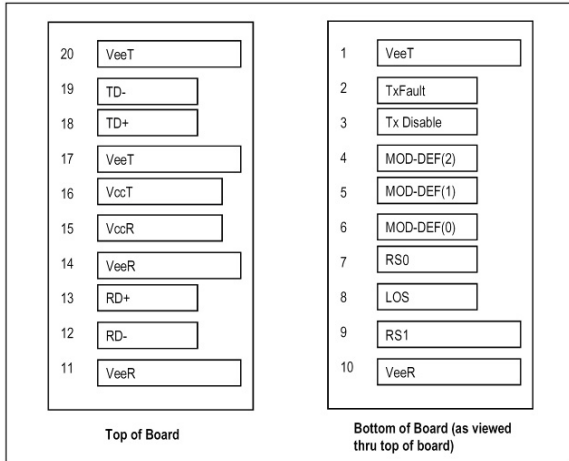 20 VeeT
19 TD-
18 TD+
17 VeeT
16 VccT
15 VccR
14 VeeR
13 RD+
12 RD-
11 VeeR
Top of Board
1 VeeT
2 TxFault
3 Tx Disable
4 MOD-DEF(2)
5 MOD-DEF(1)
6 MOD-DEF(0)
7 RS0
8 LOS
9 RS1
10 VeeR
Bottom of Board (as viewed
thru top of board)